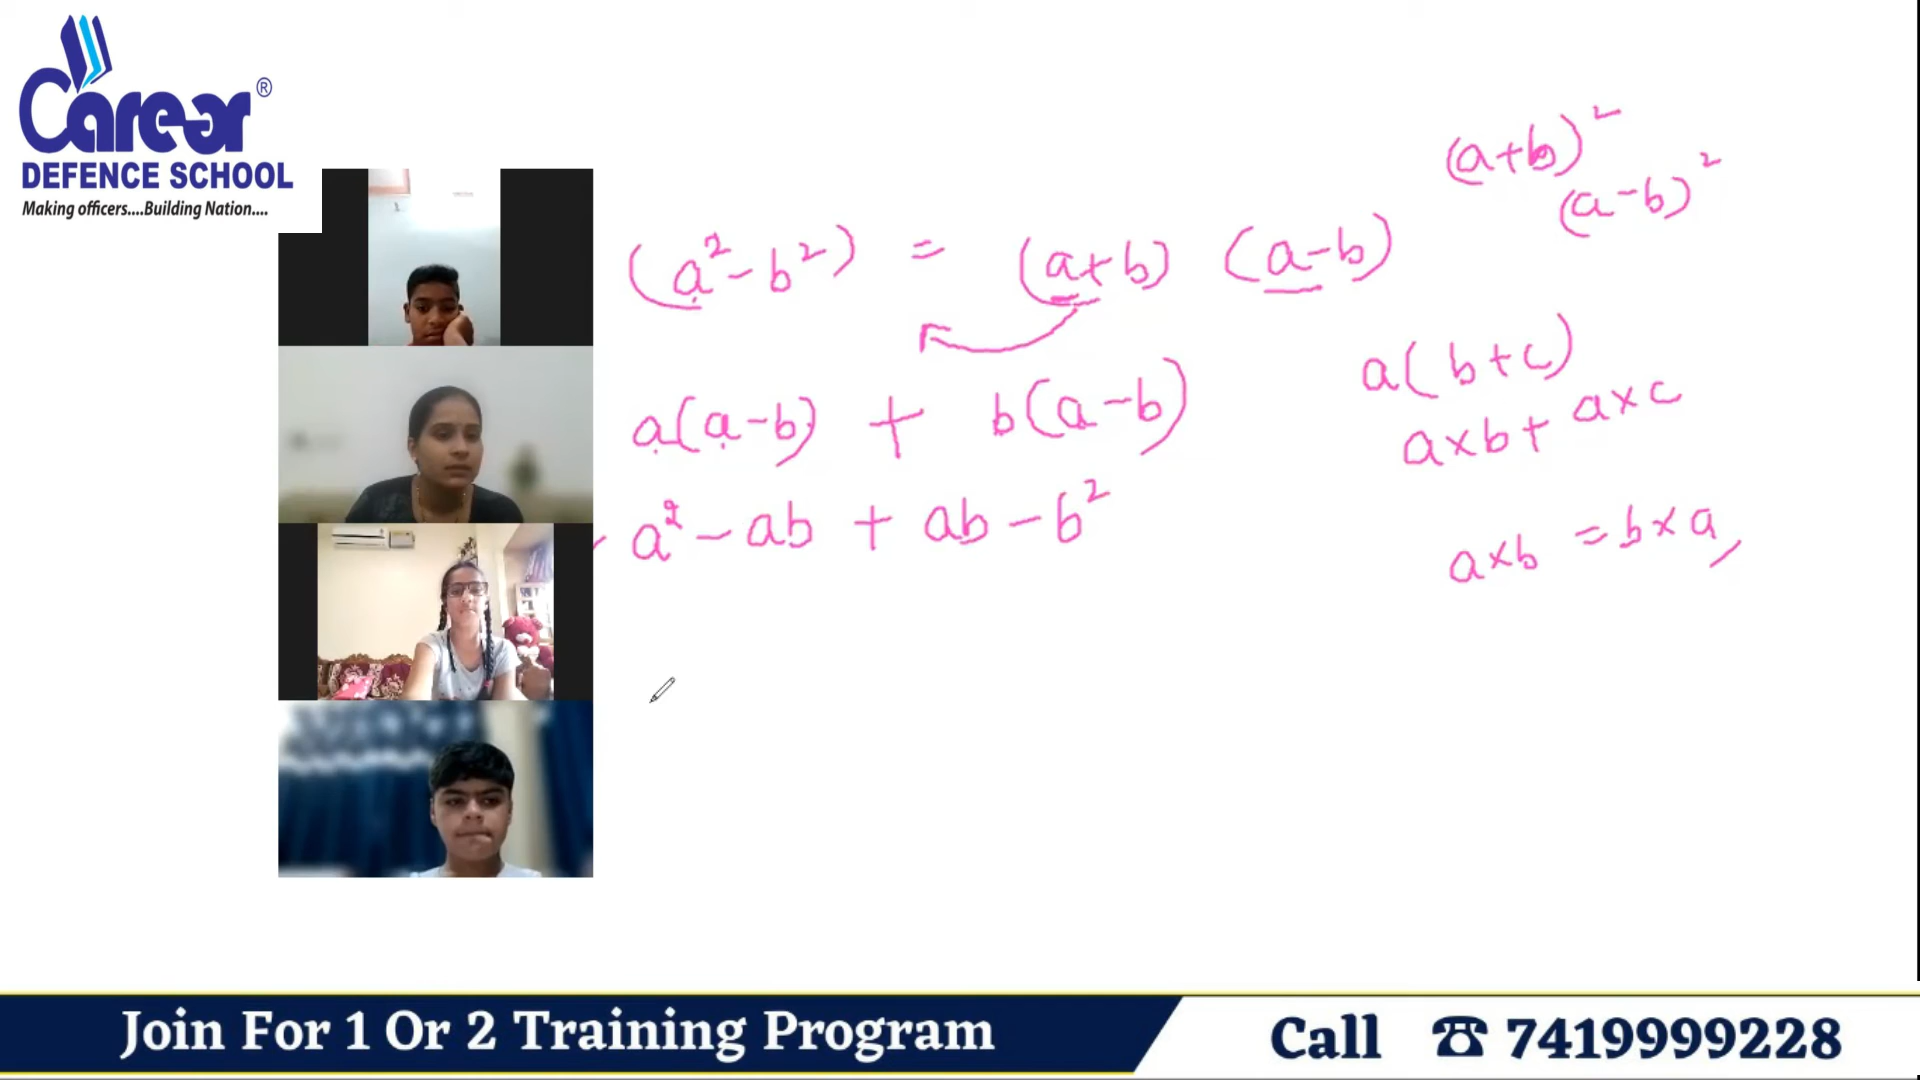 Carear®
DEFENCE SCHOOL
Making officers....Building Nation....
(a+b)²
(a-b)²
(a²-b²) = (a+b) (a-b)
a(a-b) + b(a-b)
a² - ab + ab - b²
a(b+c)
a×b + a×c
a×b = b×a,
Join For 1 Or 2 Training Program
Call ☎ 7419999228